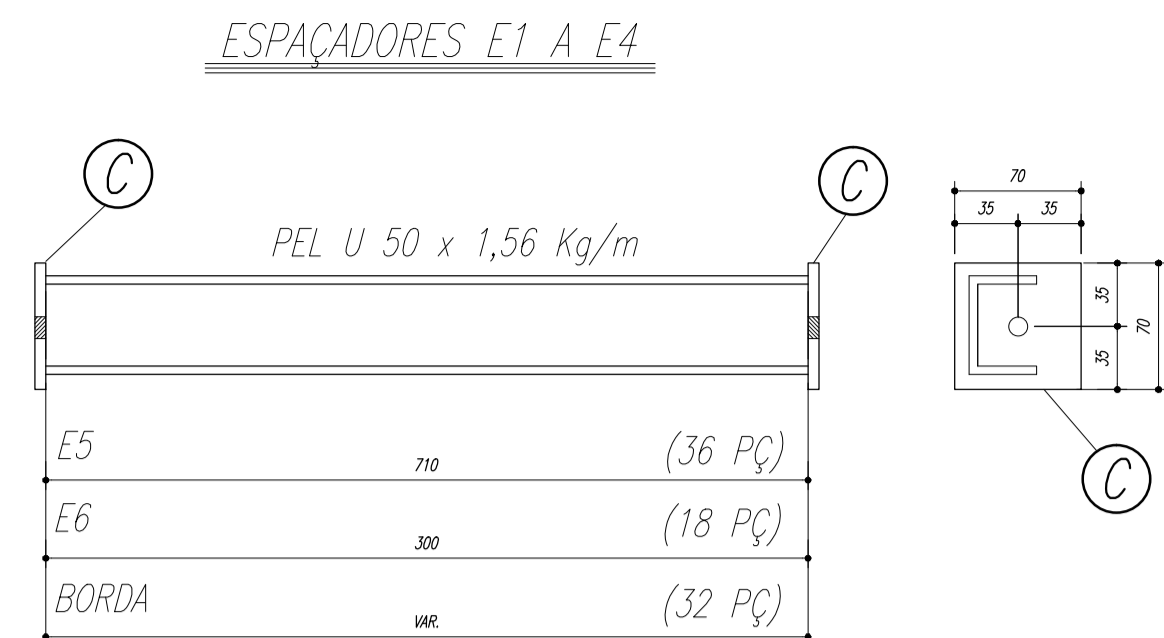 ESPAÇADORES E1 A E4
C
C
PEL U 50 x 1,56 Kg/m
70
35 35
35
70
35
C
E5 710 (36 PÇ)
E6 300 (18 PÇ)
BORDA VAR. (32 PÇ)